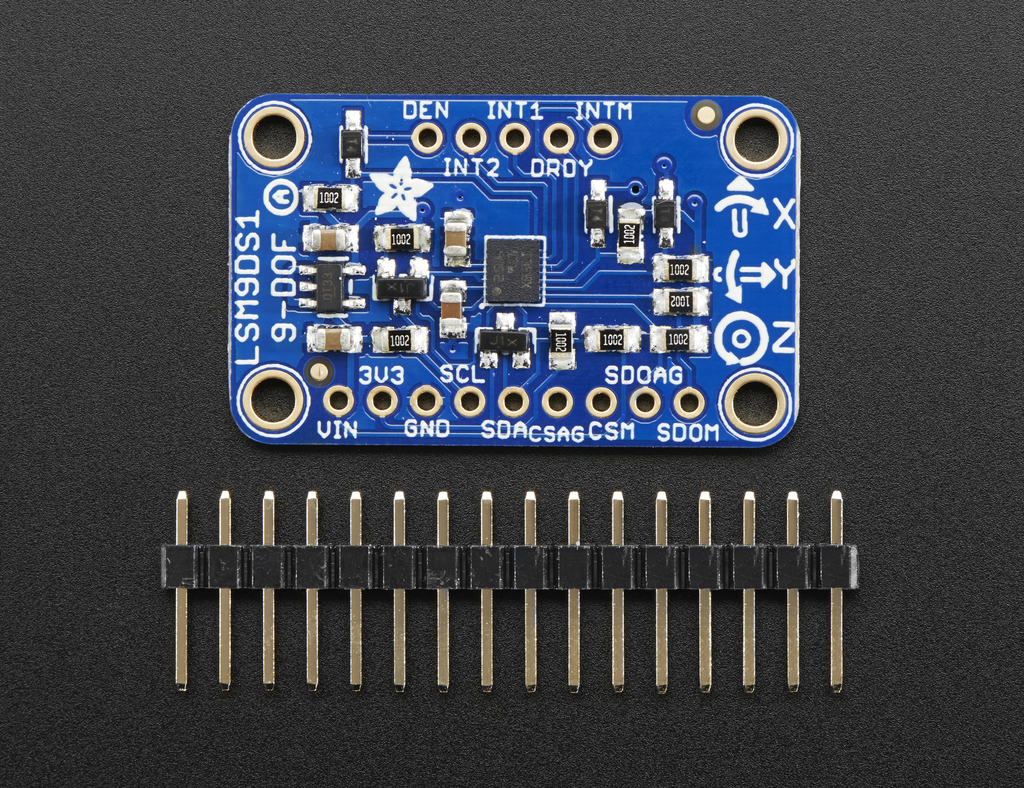 DEN INT1 INTM
INT2 DRDY
LSM9DS1
9-DOF
X
Y
Z
1002
1002
1002
1002
1002
1002
1002
1002
1002
J1X
J1X
3V3 SCL SDOAG
VIN GND SDA CSAG CSM SDOM